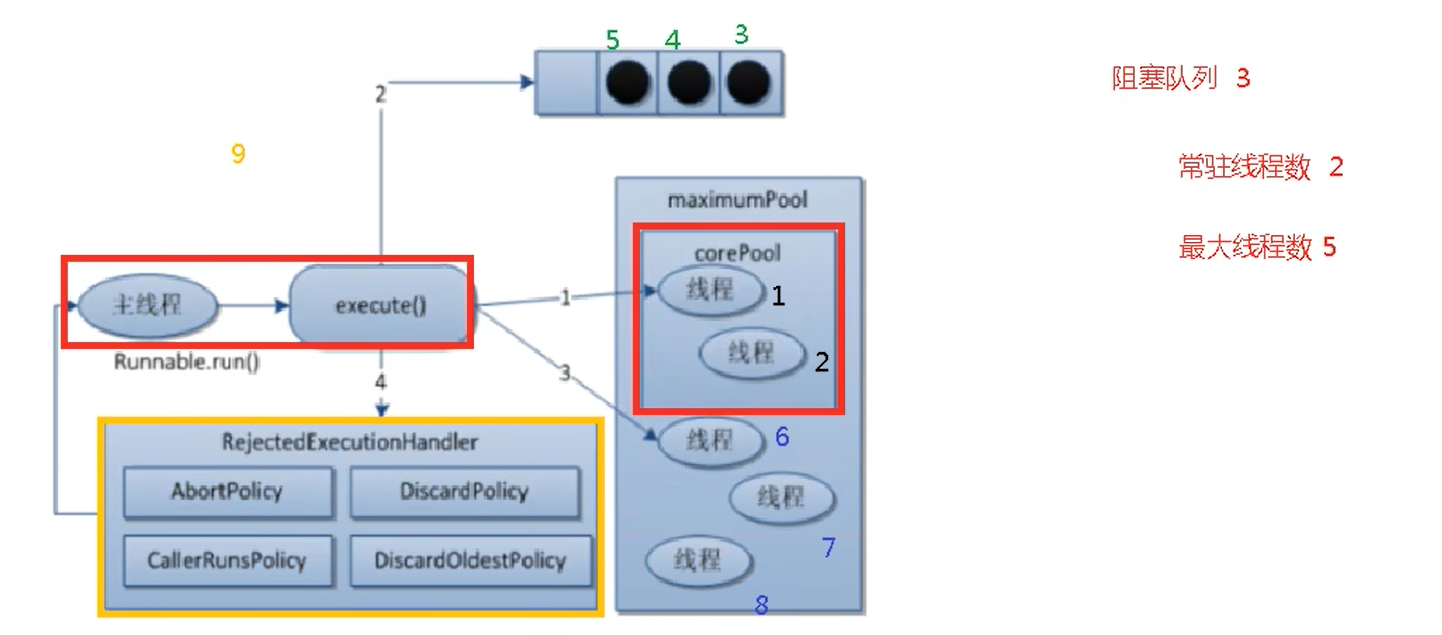 5 4 3
阻塞队列 3
2
9
常驻线程数 2
maximumPool
最大线程数 5
corePool
主线程
execute()
1
线程 1
线程 2
Runnable.run()
3
4
RejectedExecutionHandler
线程 6
AbortPolicy
DiscardPolicy
线程
7
CallerRunsPolicy
DiscardOldestPolicy
线程
8